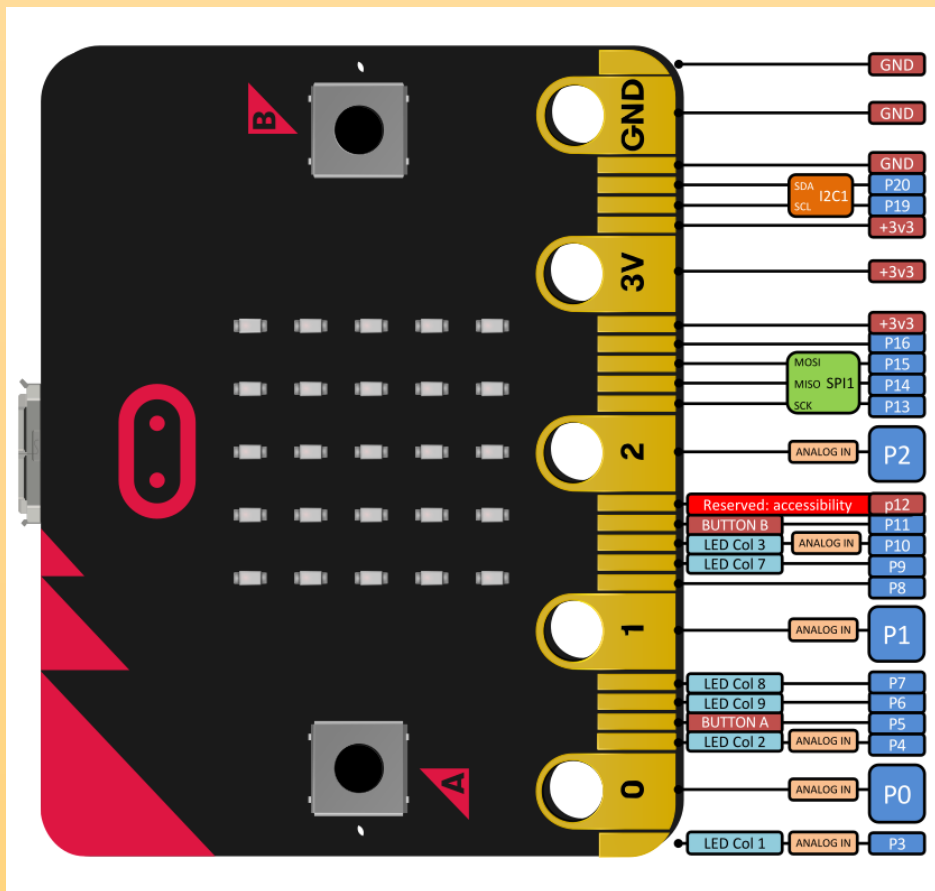 GND
B
GND
GND
GND
SDA I2C1 P20
SCL P19
+3v3
3V
+3v3
+3v3
P16
MOSI P15
MISO SPI1 P14
SCK P13
2
ANALOG IN P2
Reserved: accessibility p12
BUTTON B P11
LED Col 3 ANALOG IN P10
LED Col 7 P9
P8
1
ANALOG IN P1
LED Col 8 P7
LED Col 9 P6
BUTTON A P5
LED Col 2 ANALOG IN P4
A
0
ANALOG IN P0
LED Col 1 ANALOG IN P3